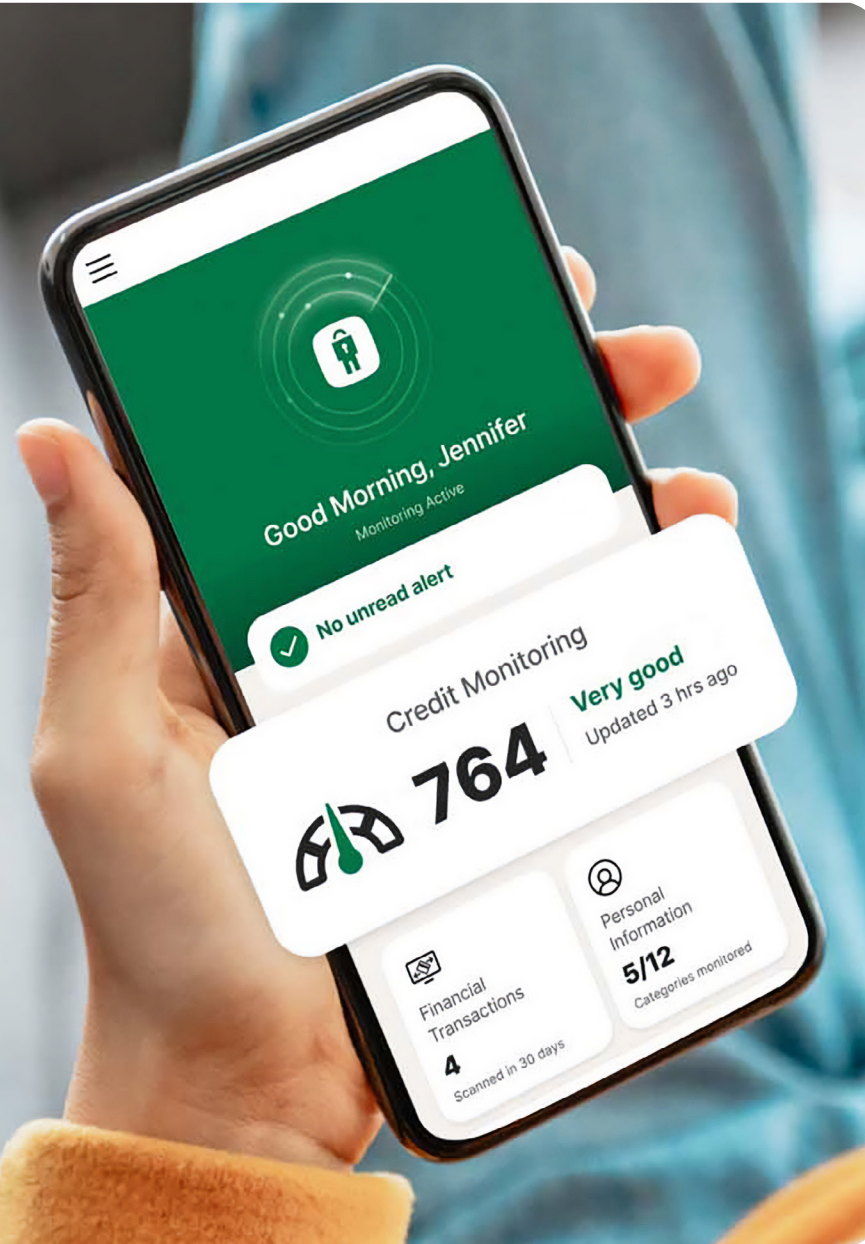 Good Morning, Jennifer
Monitoring Active
No unread alert
Credit Monitoring
764
Very good
Updated 3 hrs ago
Financial
Transactions
4
Scanned in 30 days
Personal
Information
5/12
Categories monitored